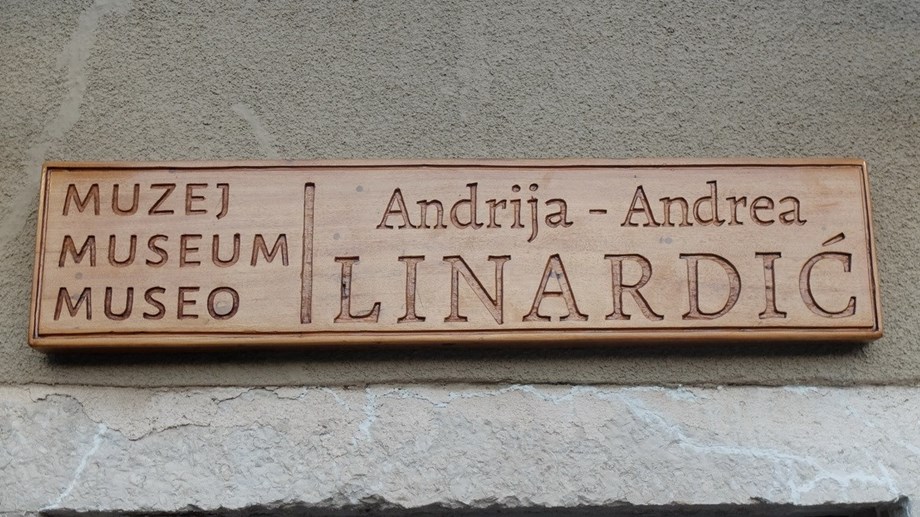 MUZEJ
MUSEUM
MUSEO
Andrija - Andrea
LINARDIĆ